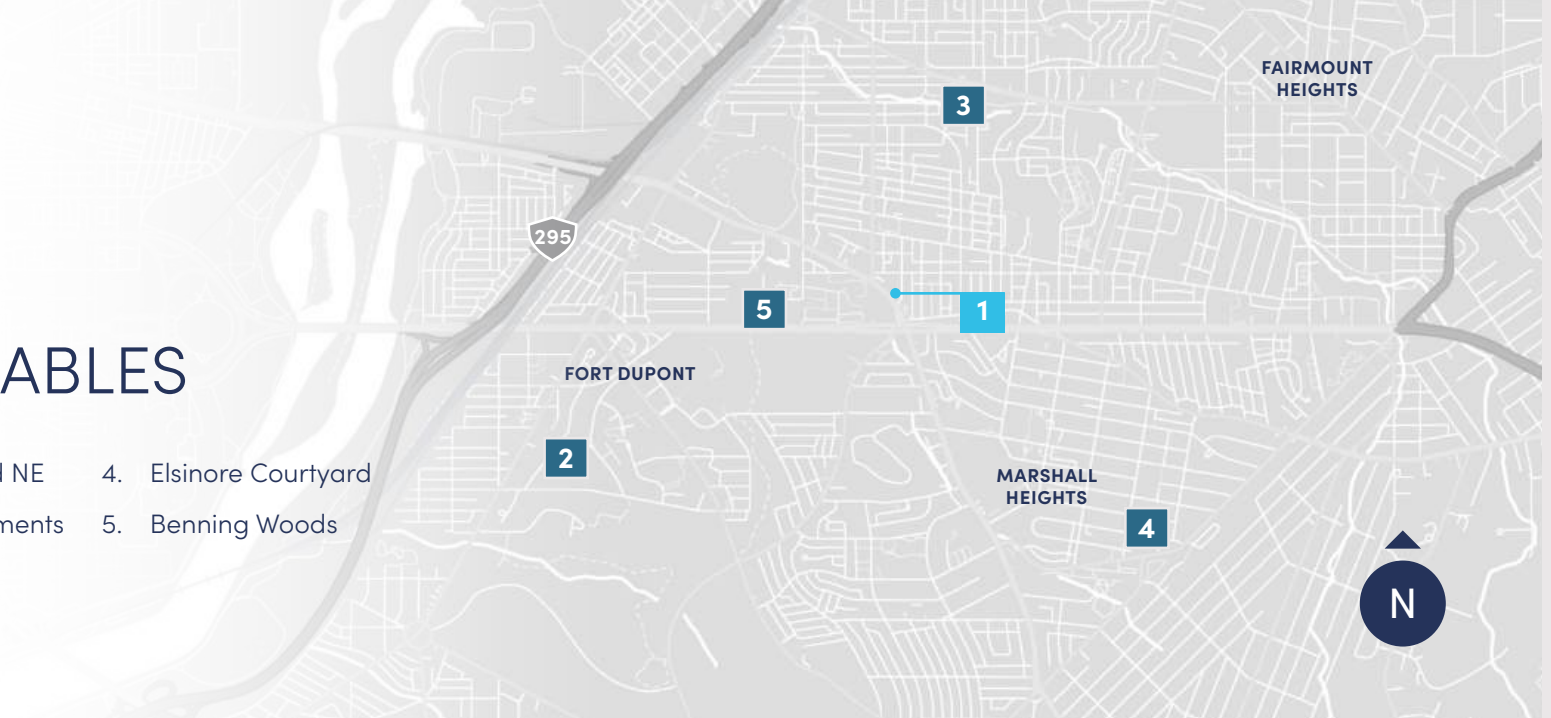 FAIRMOUNT
HEIGHTS
3
295
5
1
ABLES
FORT DUPONT
2
NE
4. Elsinore Courtyard
MARSHALL
HEIGHTS
4
ments
5. Benning Woods
N